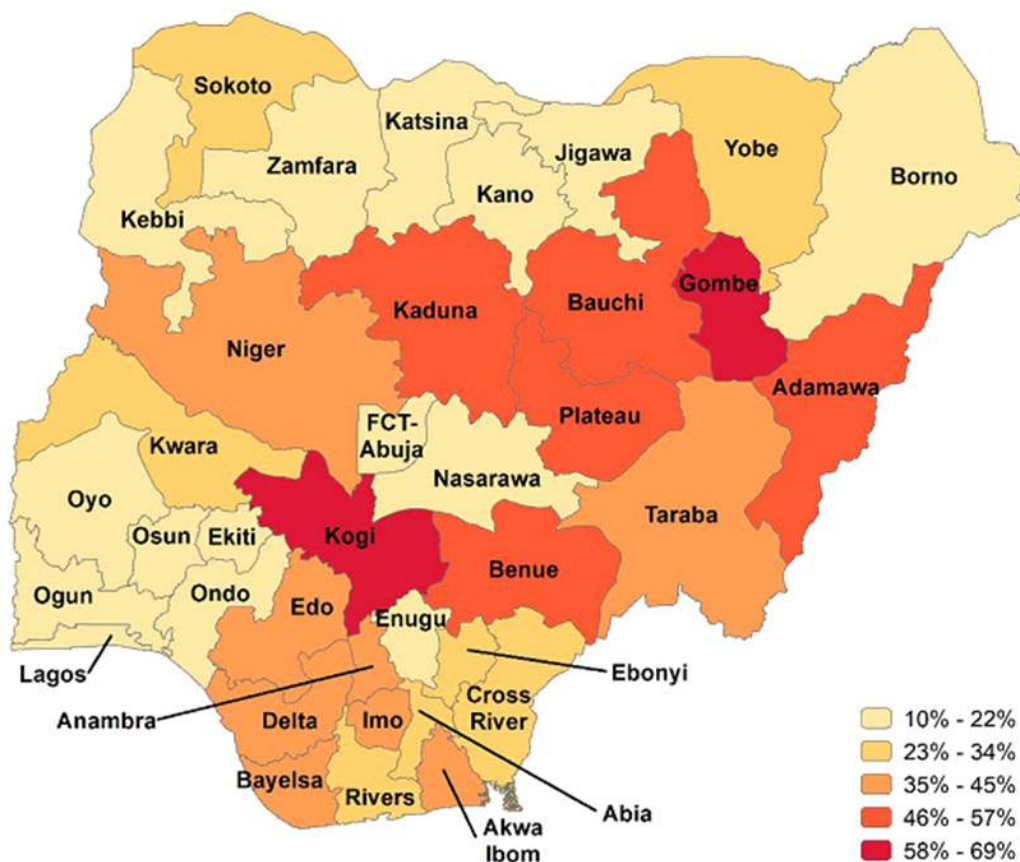 Sokoto
Katsina
Zamfara
Kano
Jigawa
Yobe
Borno
Kebbi
Gombe
Kaduna
Bauchi
Niger
Adamawa
Plateau
FCT-
Abuja
Kwara
Nasarawa
Oyo
Taraba
Osun
Ekiti
Kogi
Benue
Ogun
Ondo
Edo
Enugu
Lagos
Ebonyi
Anambra
Cross
River
Delta
Imo
Bayelsa
Rivers
Abia
Akwa
Ibom
10% - 22%
23% - 34%
35% - 45%
46% - 57%
58% - 69%